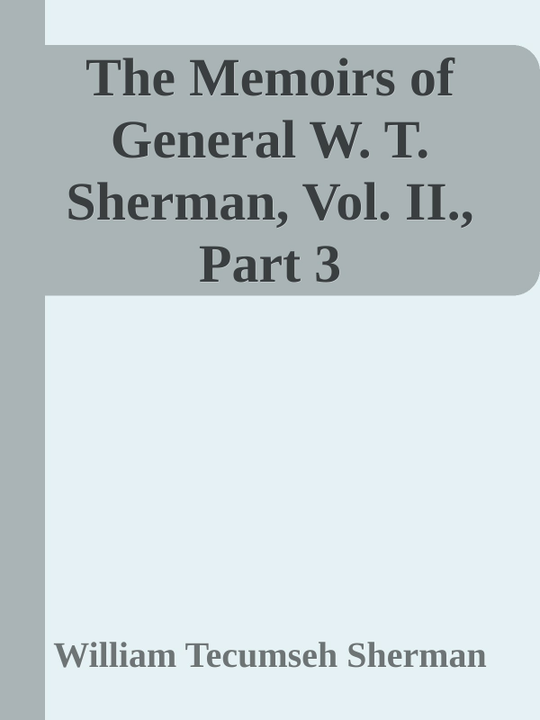 The Memoirs of
General W. T.
Sherman, Vol. II.,
Part 3
William Tecumseh Sherman